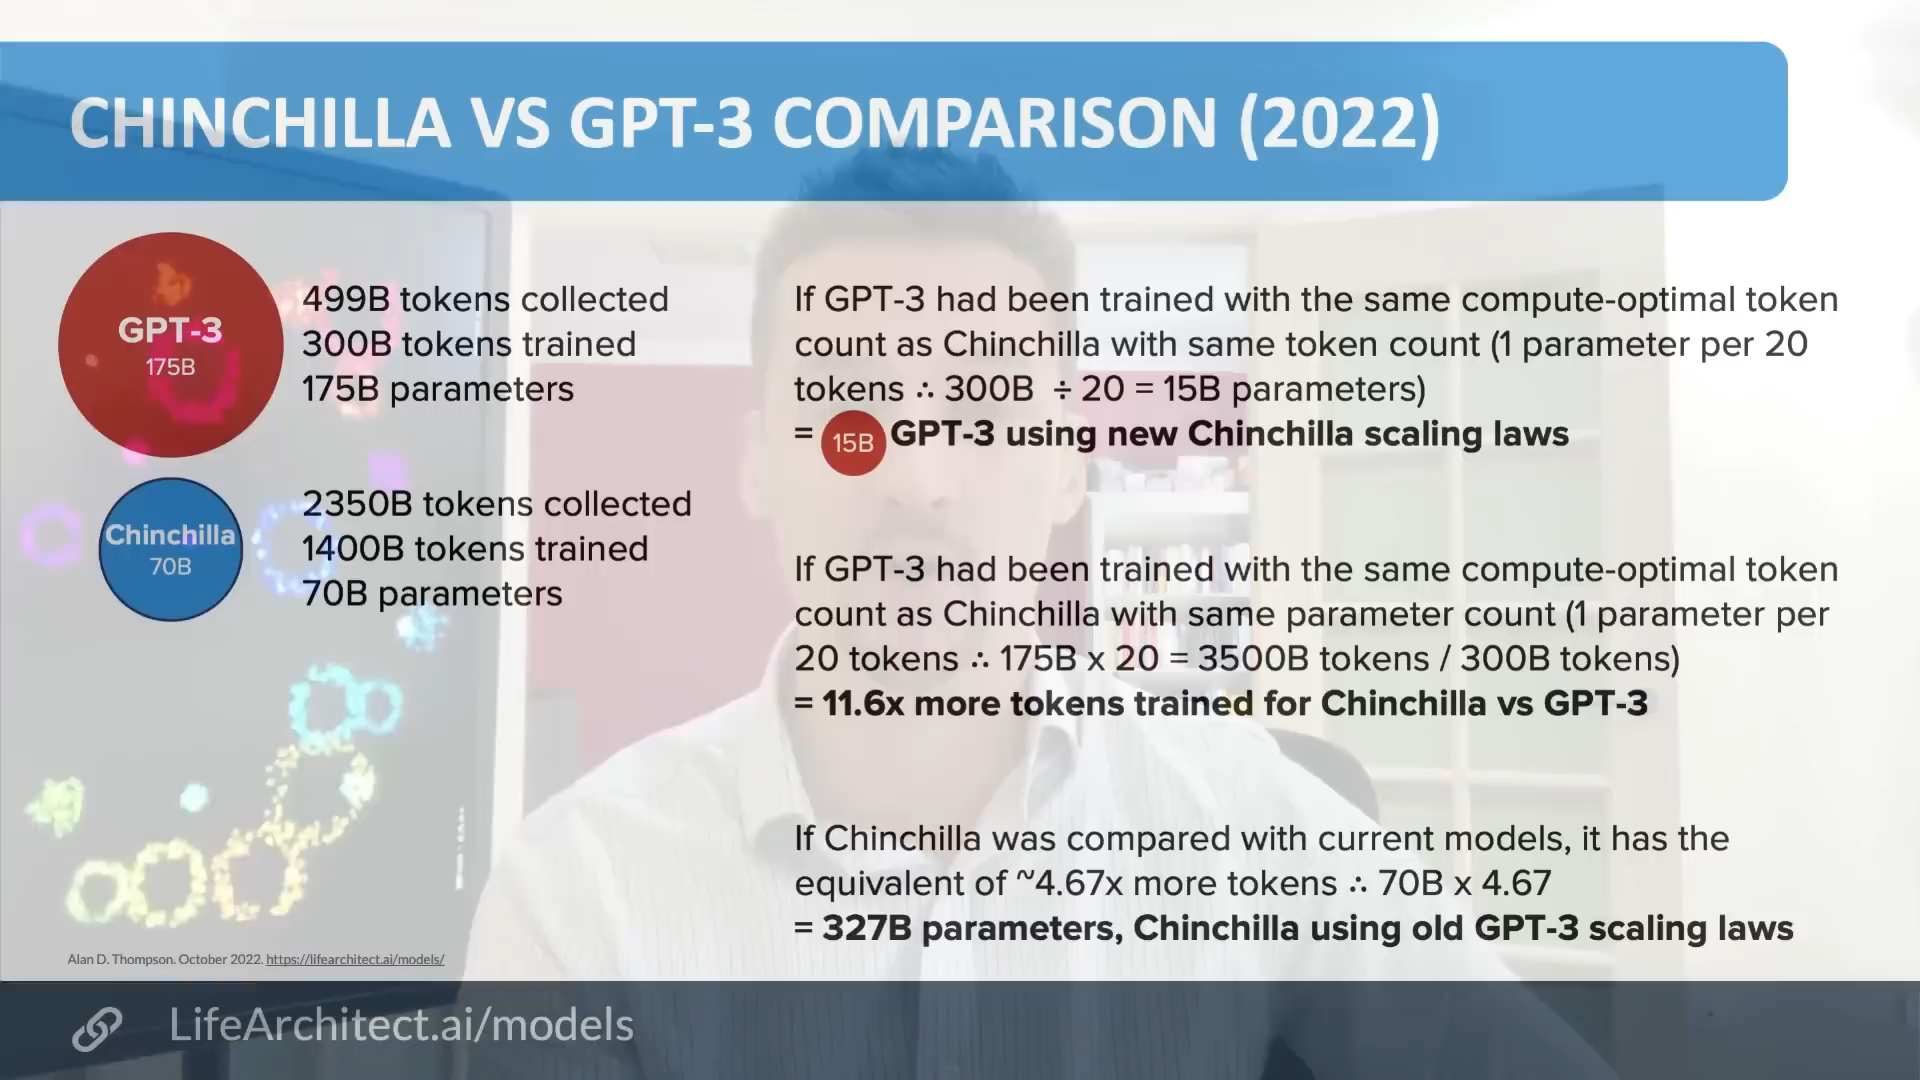 CHINCHILLA VS GPT-3 COMPARISON (2022)
GPT-3
175B
499B tokens collected
300B tokens trained
175B parameters
Chinchilla
70B
2350B tokens collected
1400B tokens trained
70B parameters
If GPT-3 had been trained with the same compute-optimal token
count as Chinchilla with same token count (1 parameter per 20
tokens ∴ 300B ÷ 20 = 15B parameters)
= 15B GPT-3 using new Chinchilla scaling laws
If GPT-3 had been trained with the same compute-optimal token
count as Chinchilla with same parameter count (1 parameter per
20 tokens ∴ 175B x 20 = 3500B tokens / 300B tokens)
= 11.6x more tokens trained for Chinchilla vs GPT-3
If Chinchilla was compared with current models, it has the
equivalent of ~4.67x more tokens ∴ 70B x 4.67
= 327B parameters, Chinchilla using old GPT-3 scaling laws
Alan D. Thompson. October 2022. https://lifearchitect.ai/models/
LifeArchitect.ai/models